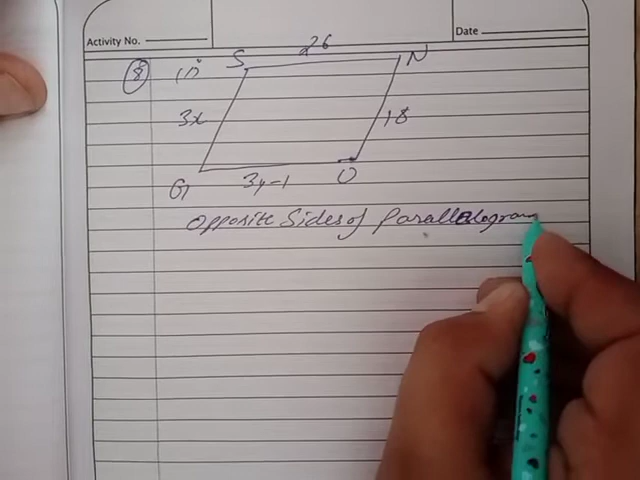 Activity No.
Date
8 (i) S 26 N
3x 18
G 3y-1 U
Opposite Sides of Parallelogram